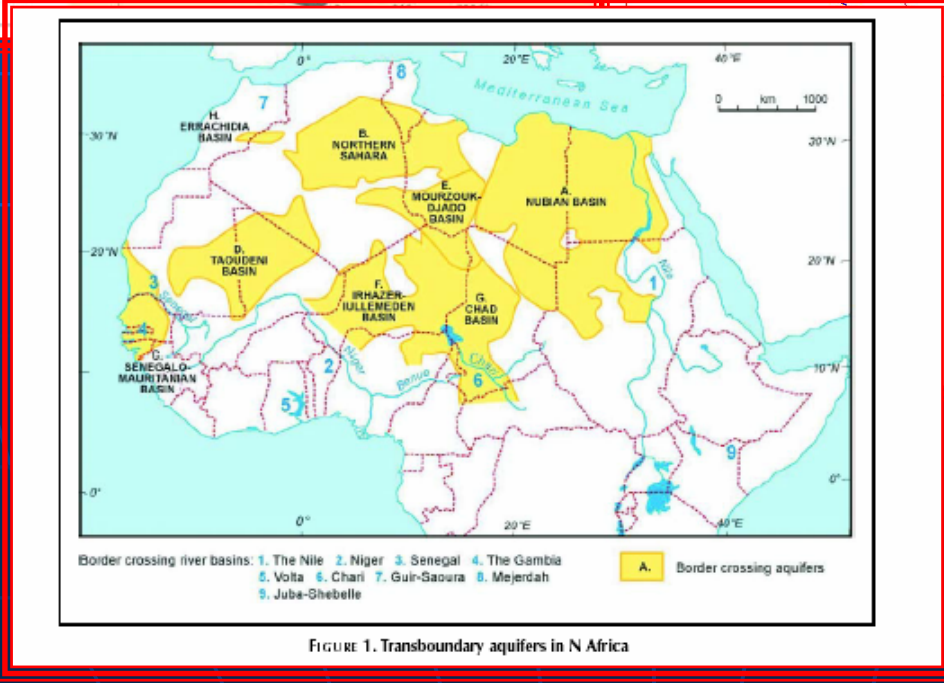 0°
20°E
40°E
8
Mediterranean Sea
0 km 1000
7
H.
ERRACHIDIA
BASIN
30°N
30°N
B.
NORTHERN
SAHARA
E.
MOURZOUK-
DJADO
BASIN
A.
NUBIAN BASIN
20°N
20°N
D.
TAOUDENI
BASIN
3
Senegal
F.
IRHAZER-
IULLEMEDEN
BASIN
G.
CHAD
BASIN
Nile
1
4
G.
SENEGALO-
MAURITANIAN
BASIN
2
Niger
Benue
Chari
6
10°N
5
9
0°
0°
0°
20°E
40°E
Border crossing river basins: 1. The Nile 2. Niger 3. Senegal 4. The Gambia
5. Volta 6. Chari 7. Guir-Saoura 8. Mejerdah
9. Juba-Shebelle
A. Border crossing aquifers
FIGURE 1. Transboundary aquifers in N Africa